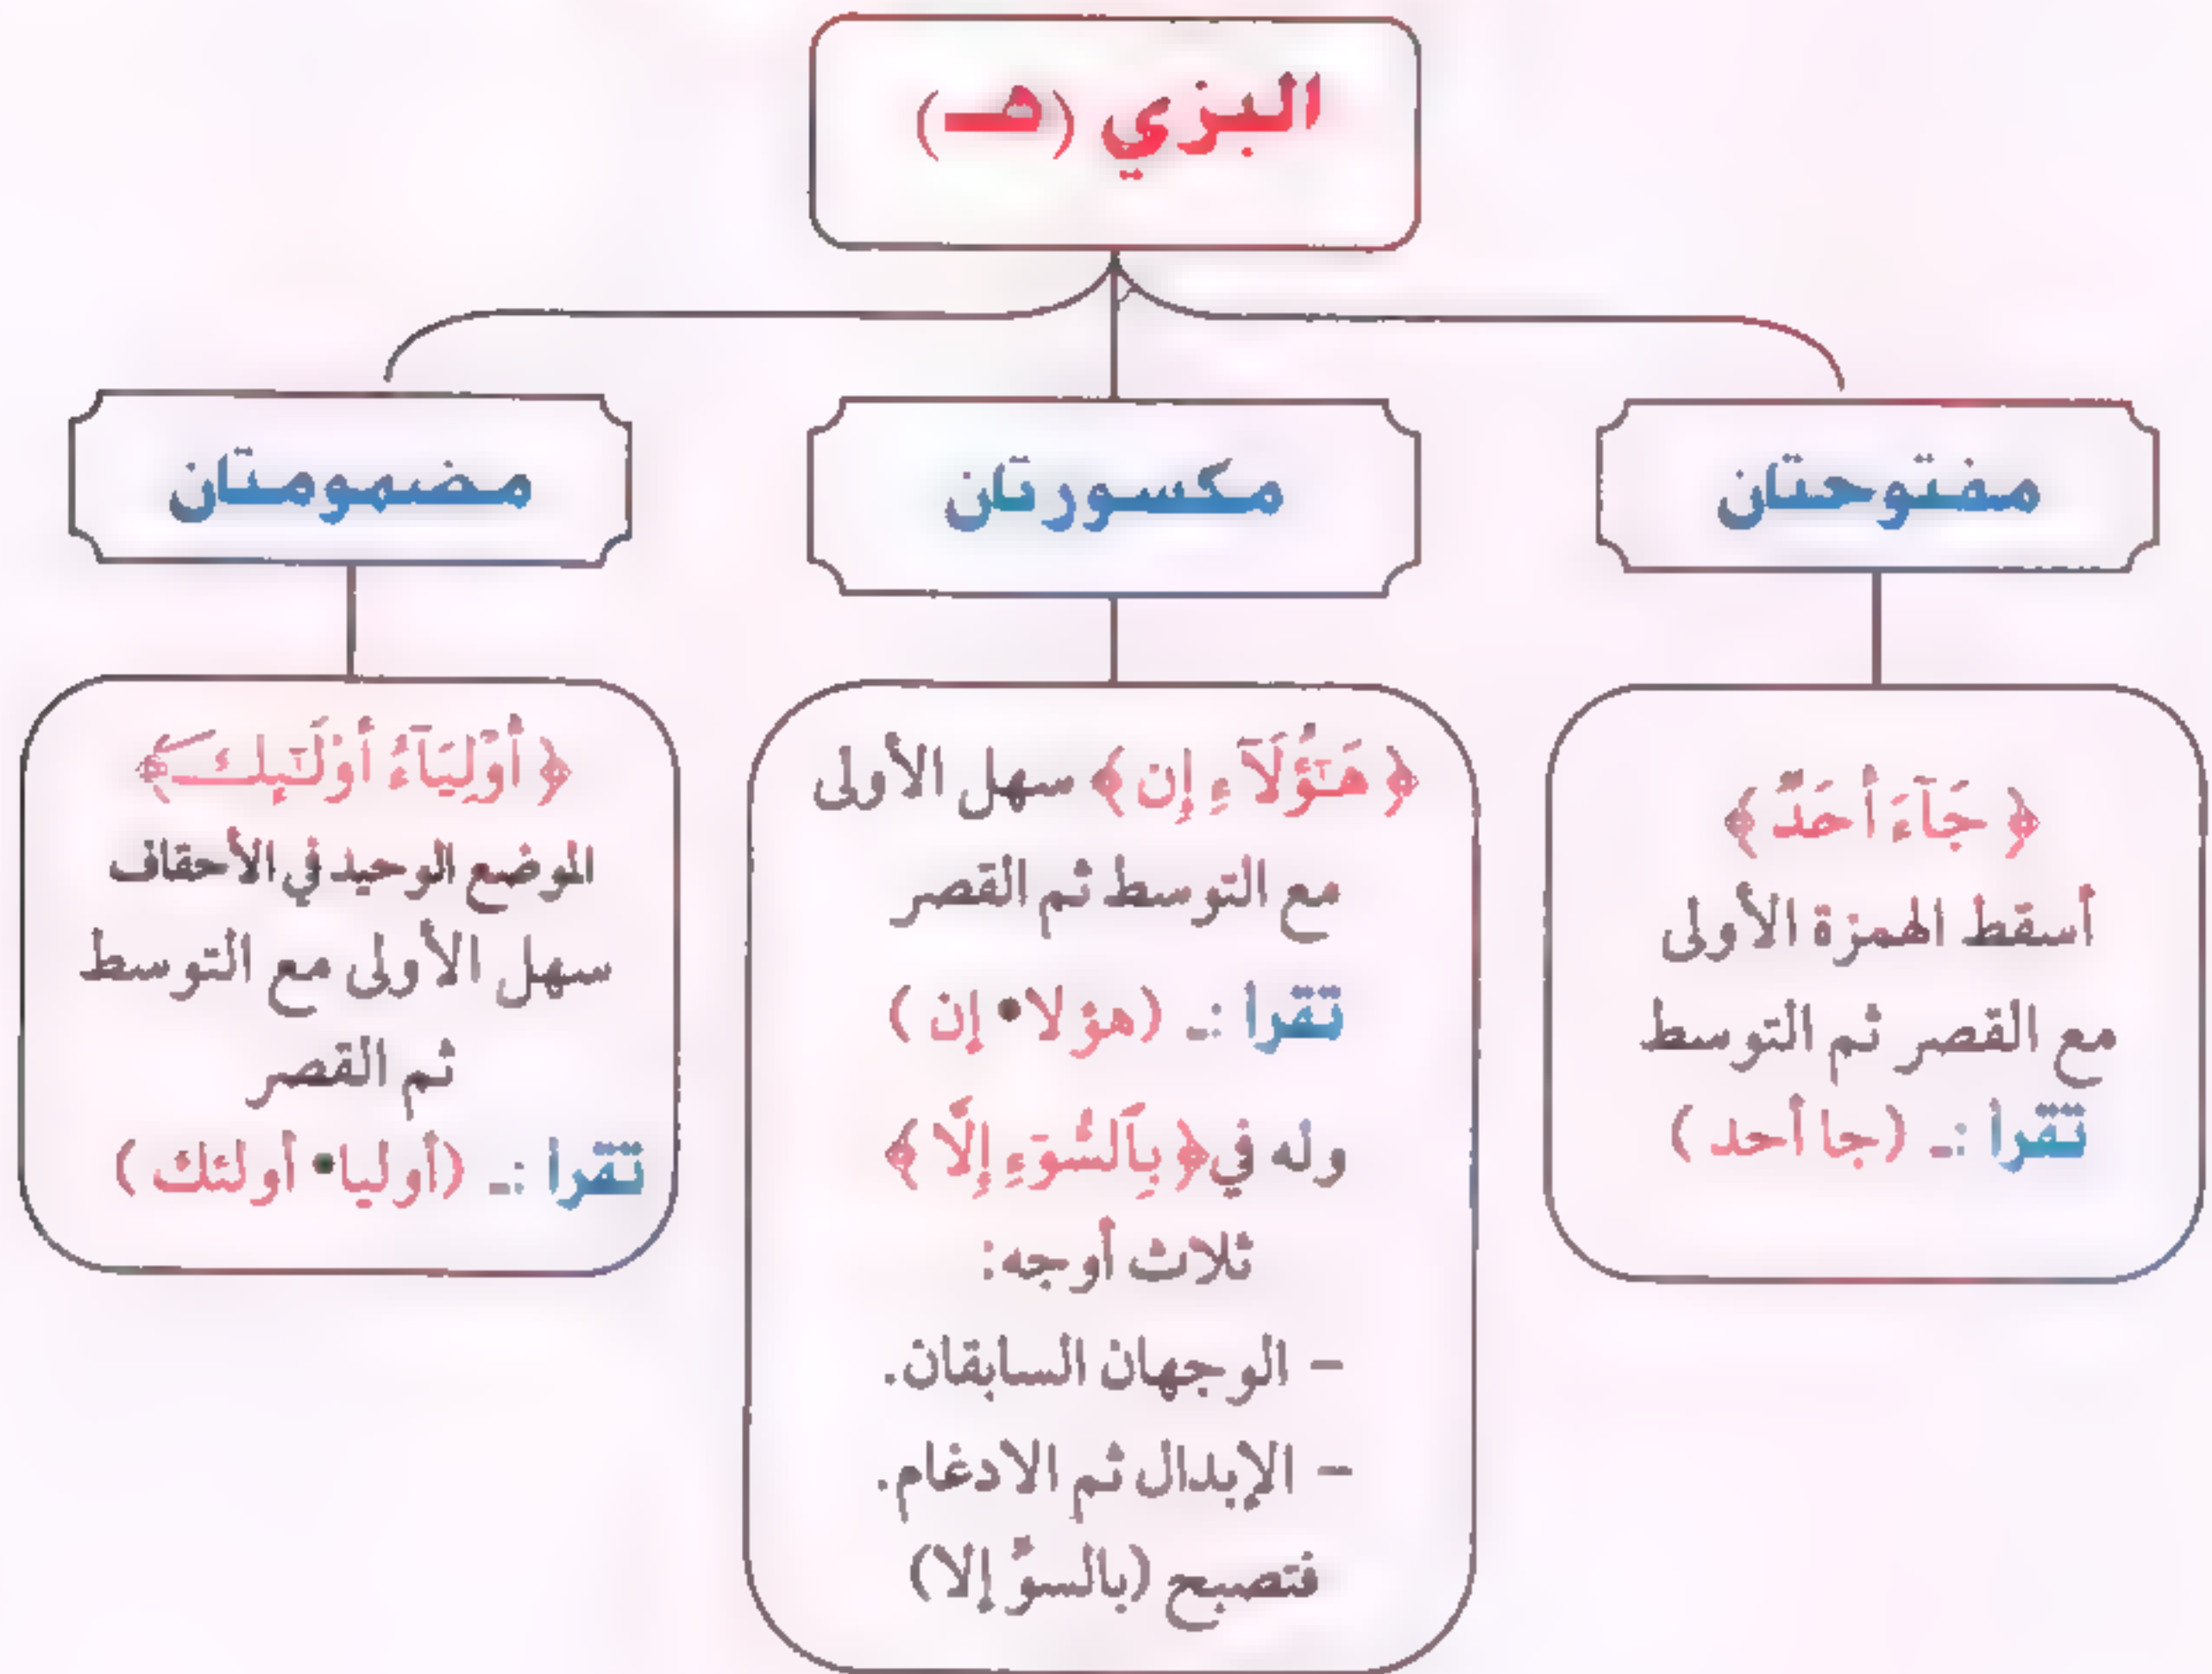 البزي (هـ)
مفتوحتان
﴿ جَآءَ أَحَدٌ ﴾
أسقط الهمزة الأولى
مع القصر ثم التوسط
تقرأ :ـ (جا أحد )
مكسورتان
﴿ هَـٰٓؤُلَآءِ إِن ﴾ سهل الأولى
مع التوسط ثم القصر
تقرأ :ـ (هؤلا• إن )
وله في ﴿ بِٱلسُّوٓءِ إِلَّا ﴾
ثلاث أوجه:
– الوجهان السابقان.
– الإبدال ثم الادغام.
فتصبح (بالسوِّ إلا)
مضمومتان
﴿ أَوْلِيَآءُ أُوْلَـٰٓئِكَ ﴾
الموضع الوحيد في الأحقاف
سهل الأولى مع التوسط
ثم القصر
تقرأ :ـ (أوليا• أولئك )